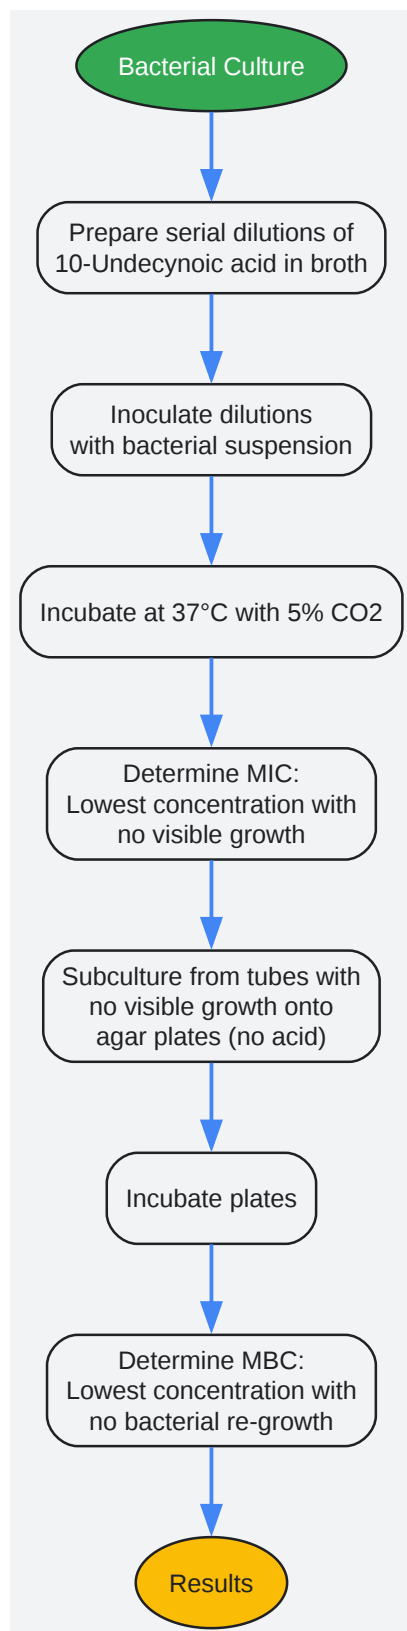 Bacterial Culture
Prepare serial dilutions of
10-Undecynoic acid in broth
Inoculate dilutions
with bacterial suspension
Incubate at 37°C with 5% CO2
Determine MIC:
Lowest concentration with
no visible growth
Subculture from tubes with
no visible growth onto
agar plates (no acid)
Incubate plates
Determine MBC:
Lowest concentration with
no bacterial re-growth
Results